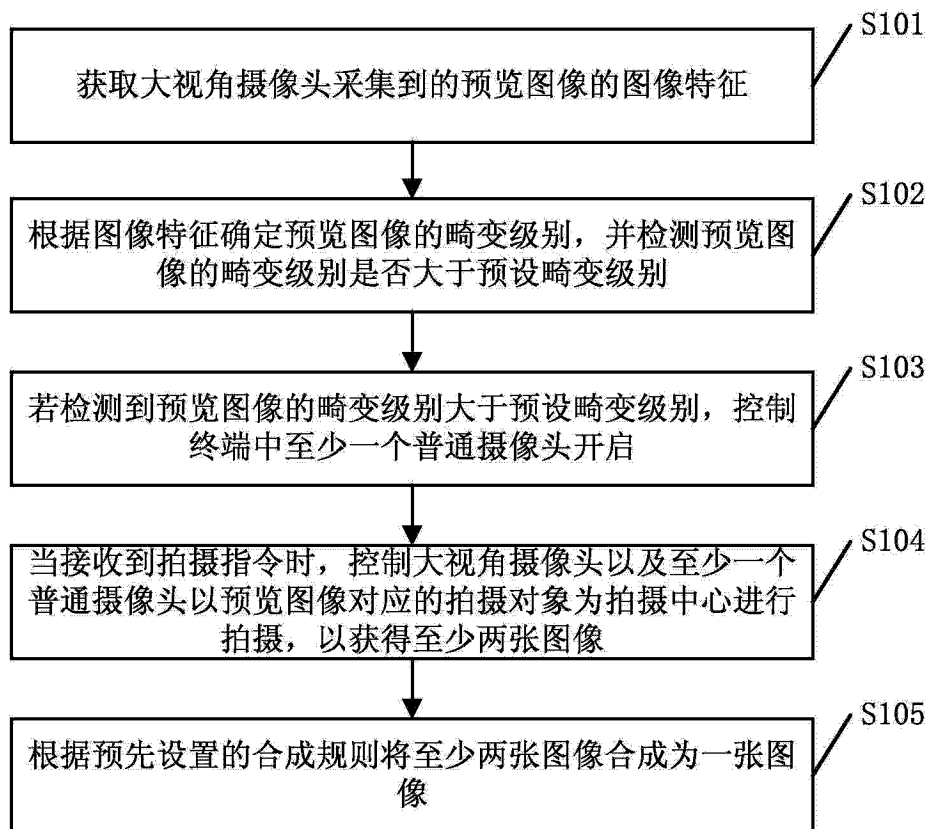 S101
获取大视角摄像头采集到的预览图像的图像特征
S102
根据图像特征确定预览图像的畸变级别，并检测预览图
像的畸变级别是否大于预设畸变级别
S103
若检测到预览图像的畸变级别大于预设畸变级别，控制
终端中至少一个普通摄像头开启
S104
当接收到拍摄指令时，控制大视角摄像头以及至少一个
普通摄像头以预览图像对应的拍摄对象为拍摄中心进行
拍摄，以获得至少两张图像
S105
根据预先设置的合成规则将至少两张图像合成为一张图
像